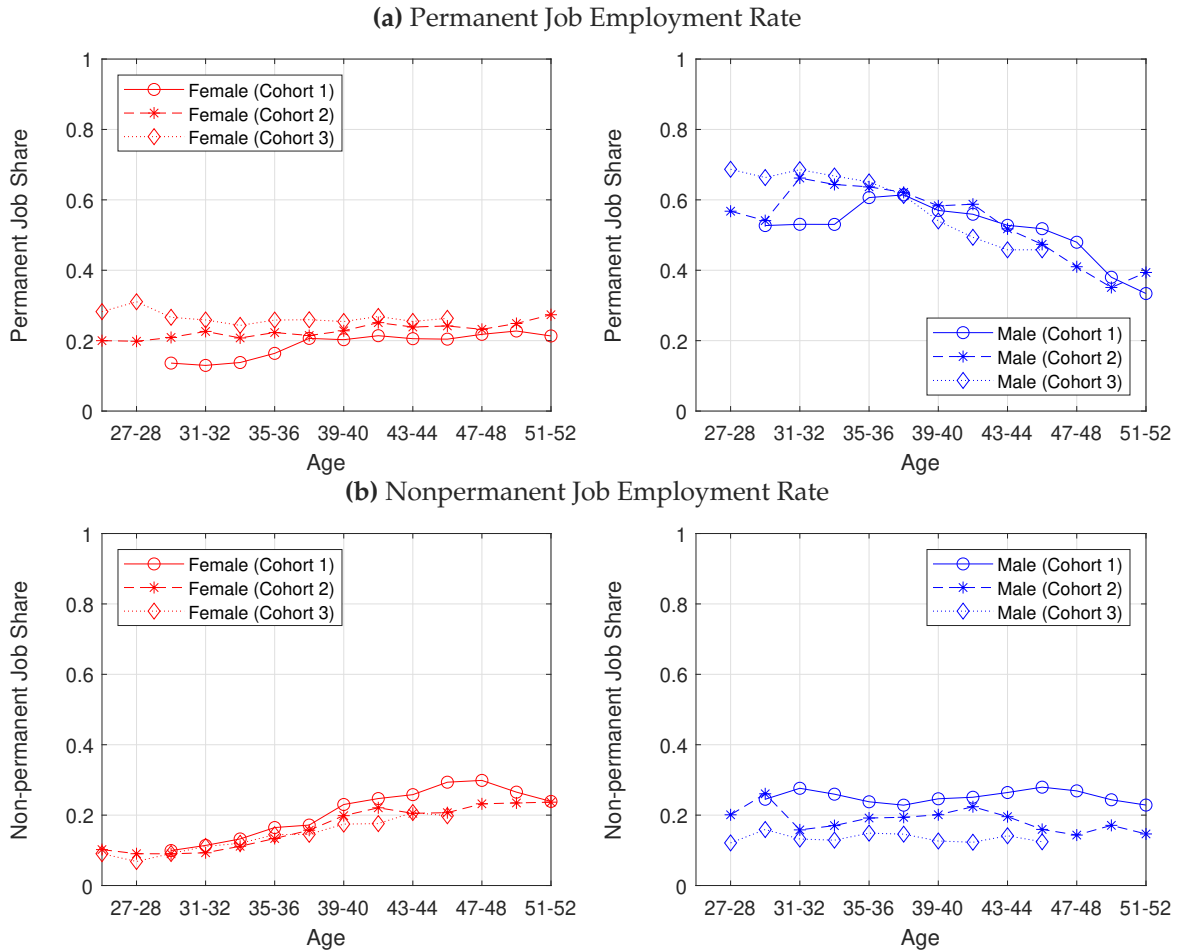 (a) Permanent Job Employment Rate
Permanent Job Share
1
0.8
0.6
0.4
0.2
0
Female (Cohort 1)
Female (Cohort 2)
Female (Cohort 3)
27-28 31-32 35-36 39-40 43-44 47-48 51-52
Age
Permanent Job Share
1
0.8
0.6
0.4
0.2
0
Male (Cohort 1)
Male (Cohort 2)
Male (Cohort 3)
27-28 31-32 35-36 39-40 43-44 47-48 51-52
Age
(b) Nonpermanent Job Employment Rate
Non-permanent Job Share
1
0.8
0.6
0.4
0.2
0
Female (Cohort 1)
Female (Cohort 2)
Female (Cohort 3)
27-28 31-32 35-36 39-40 43-44 47-48 51-52
Age
Non-permanent Job Share
1
0.8
0.6
0.4
0.2
0
Male (Cohort 1)
Male (Cohort 2)
Male (Cohort 3)
27-28 31-32 35-36 39-40 43-44 47-48 51-52
Age